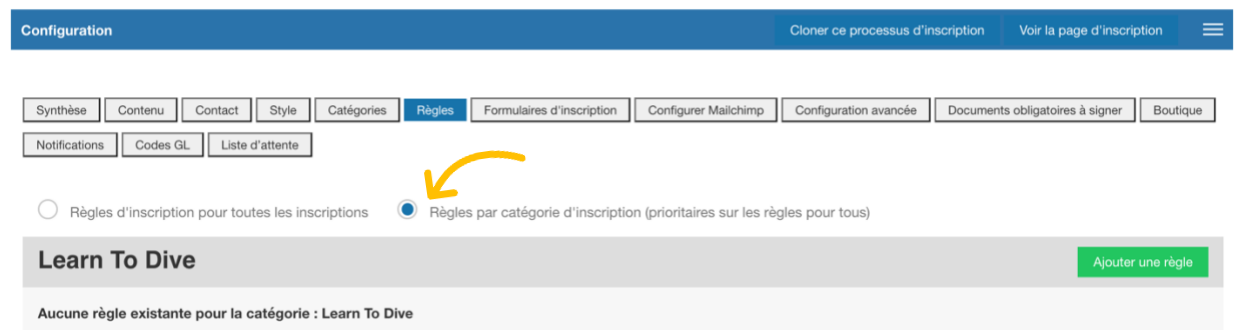 Configuration Cloner ce processus d'inscription Voir la page d'inscription
Synthèse Contenu Contact Style Catégories Règles Formulaires d'inscription Configurer Mailchimp Configuration avancée Documents obligatoires à signer Boutique
Notifications Codes GL Liste d'attente
Règles d'inscription pour toutes les inscriptions Règles par catégorie d'inscription (prioritaires sur les règles pour tous)
Learn To Dive Ajouter une règle
Aucune règle existante pour la catégorie : Learn To Dive